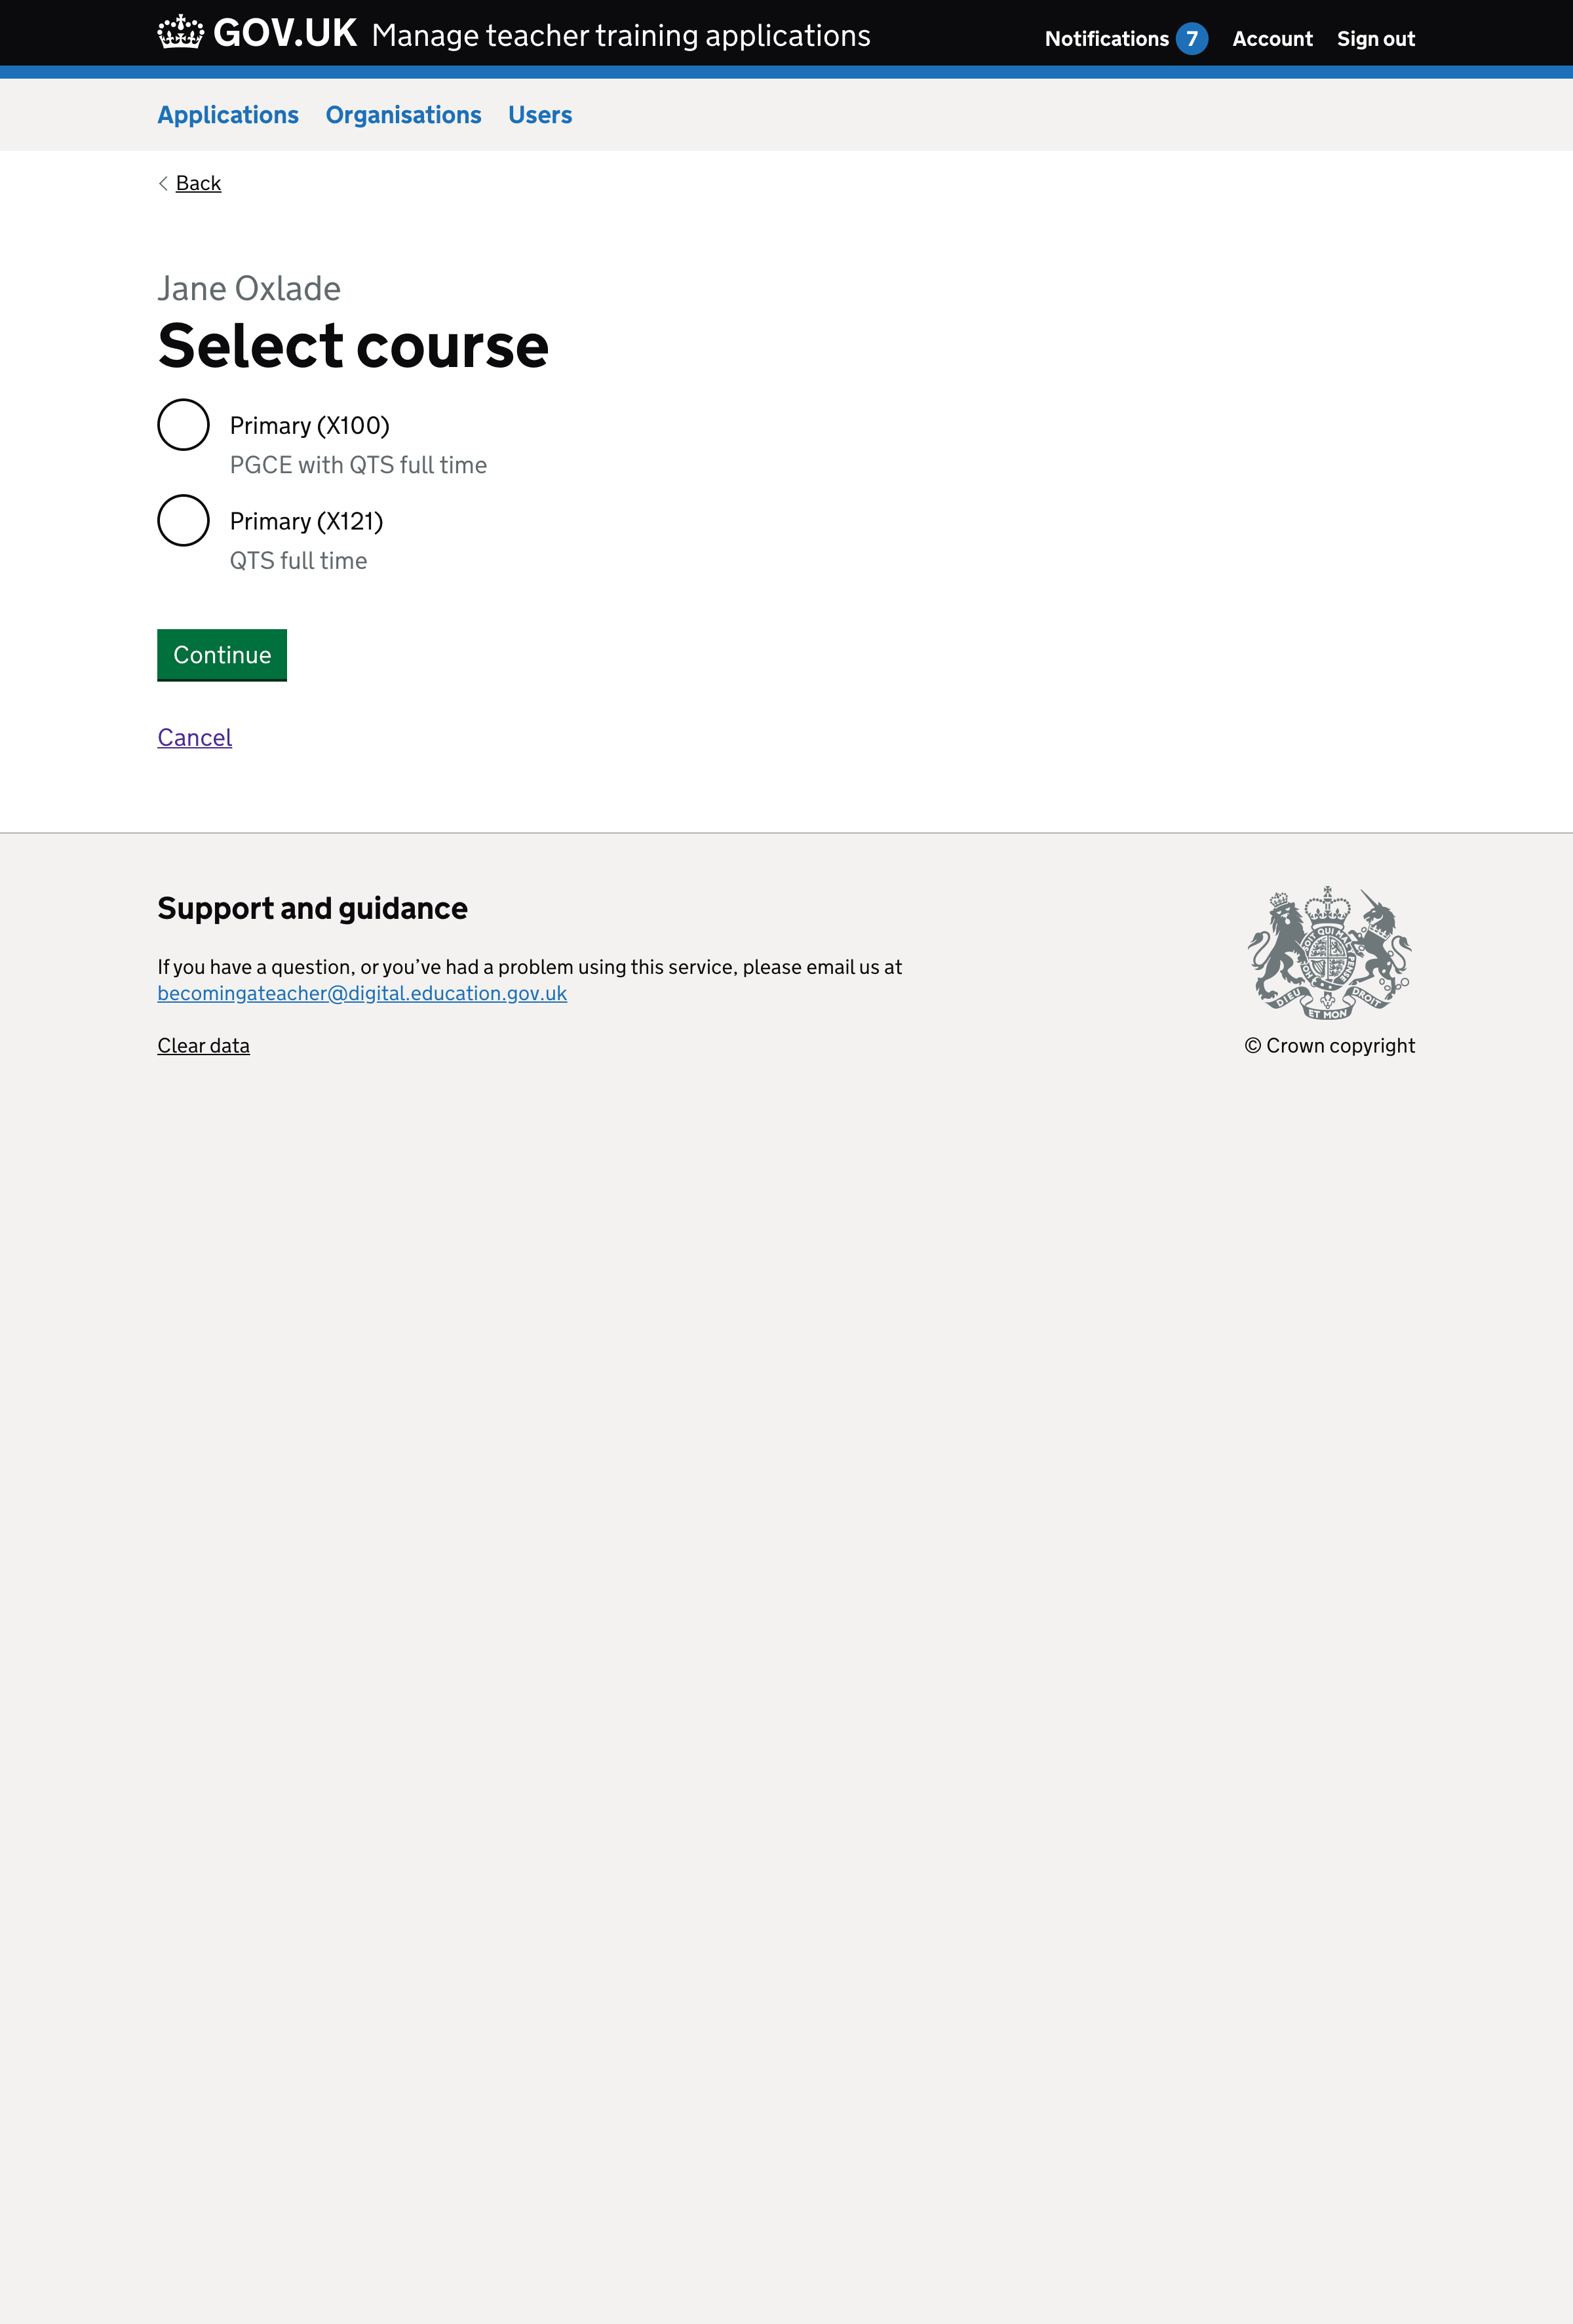 GOV.UK Manage teacher training applications Notifications 7 Account Sign out
Applications Organisations Users
Back
Jane Oxlade
Select course
Primary (X100)
PGCE with QTS full time
Primary (X121)
QTS full time
Continue
Cancel
Support and guidance
If you have a question, or you’ve had a problem using this service, please email us at
becomingateacher@digital.education.gov.uk
Clear data
DIEU ET MON DROIT
© Crown copyright